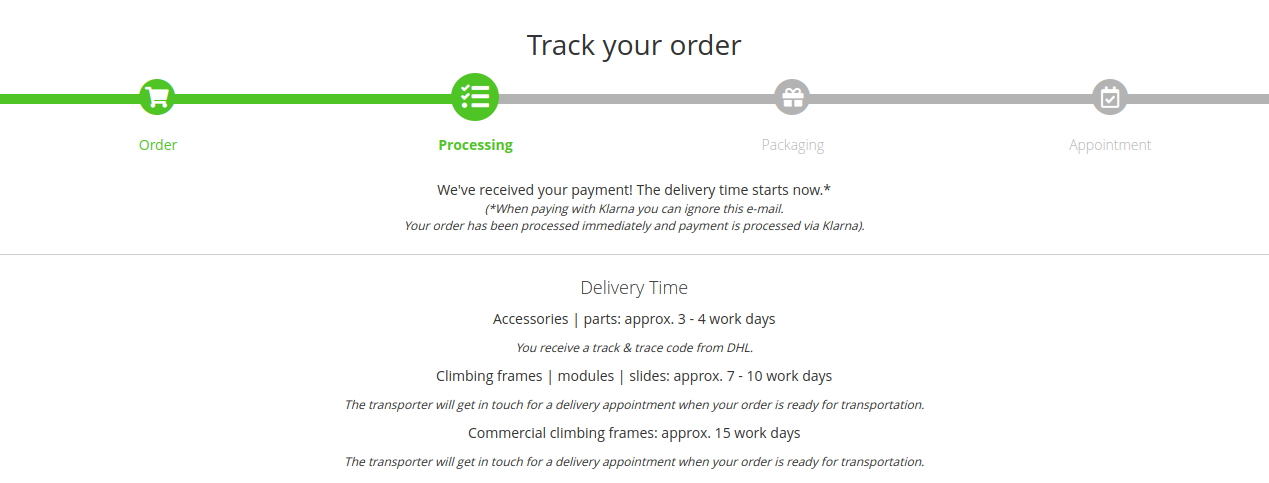 Track your order
Order
Processing
Packaging
Appointment
We've received your payment! The delivery time starts now.*
(*When paying with Klarna you can ignore this e-mail.
Your order has been processed immediately and payment is processed via Klarna).
Delivery Time
Accessories | parts: approx. 3 - 4 work days
You receive a track & trace code from DHL.
Climbing frames | modules | slides: approx. 7 - 10 work days
The transporter will get in touch for a delivery appointment when your order is ready for transportation.
Commercial climbing frames: approx. 15 work days
The transporter will get in touch for a delivery appointment when your order is ready for transportation.